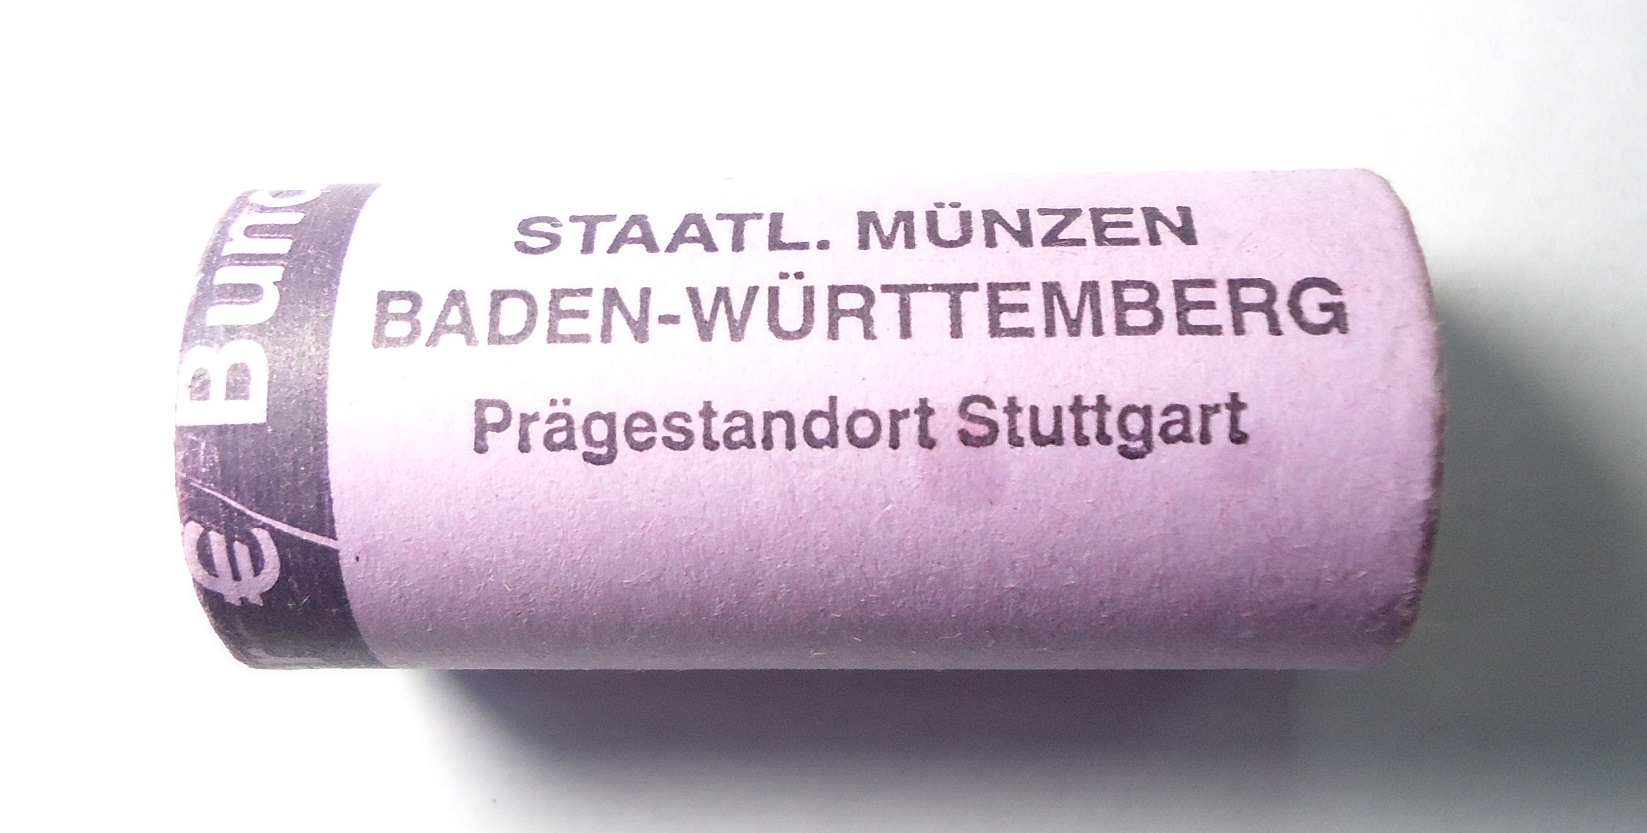 STAATL. MÜNZEN
BADEN-WÜRTTEMBERG
Prägestandort Stuttgart
€